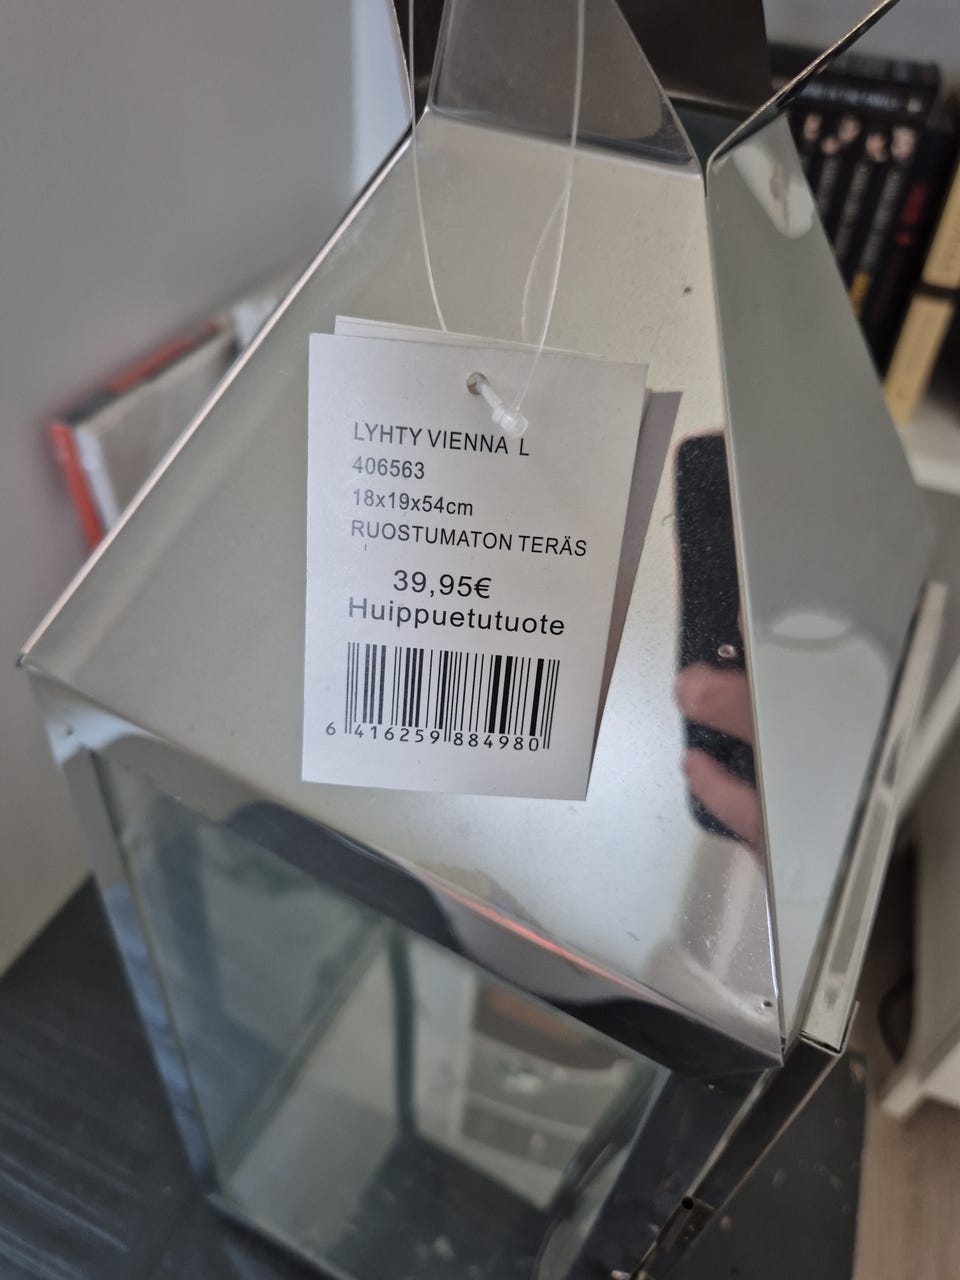 LYHTY VIENNA L
406563
18x19x54cm
RUOSTUMATON TERÄS
39,95€
Huippuetutuote
6 416259 884980